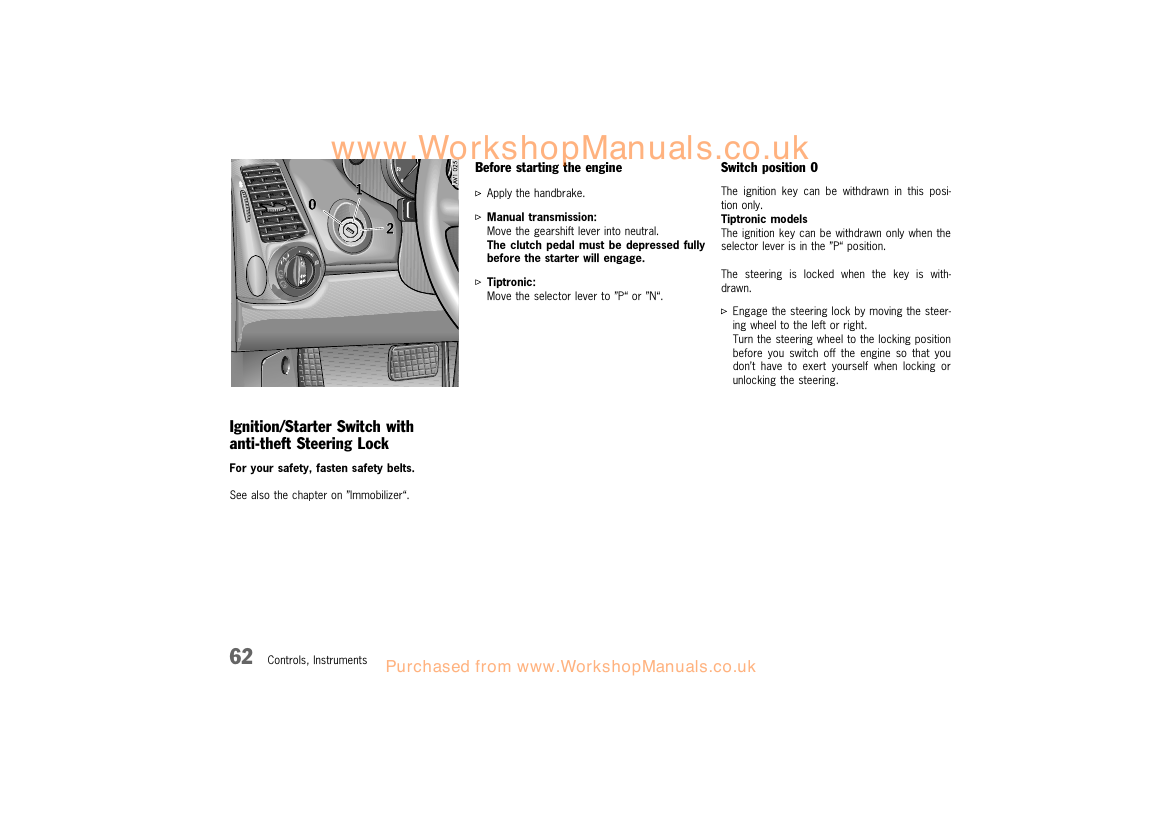 www.WorkshopManuals.co.uk
AV1 025
1
0
2
Ignition/Starter Switch with
anti-theft Steering Lock
For your safety, fasten safety belts.
See also the chapter on "Immobilizer“.
Before starting the engine
▷ Apply the handbrake.
▷ Manual transmission:
Move the gearshift lever into neutral.
The clutch pedal must be depressed fully
before the starter will engage.
▷ Tiptronic:
Move the selector lever to "P“ or "N“.
Switch position 0
The ignition key can be withdrawn in this posi-
tion only.
Tiptronic models
The ignition key can be withdrawn only when the
selector lever is in the "P“ position.
The steering is locked when the key is with-
drawn.
▷ Engage the steering lock by moving the steer-
ing wheel to the left or right.
Turn the steering wheel to the locking position
before you switch off the engine so that you
don't have to exert yourself when locking or
unlocking the steering.
62 Controls, Instruments
Purchased from www.WorkshopManuals.co.uk